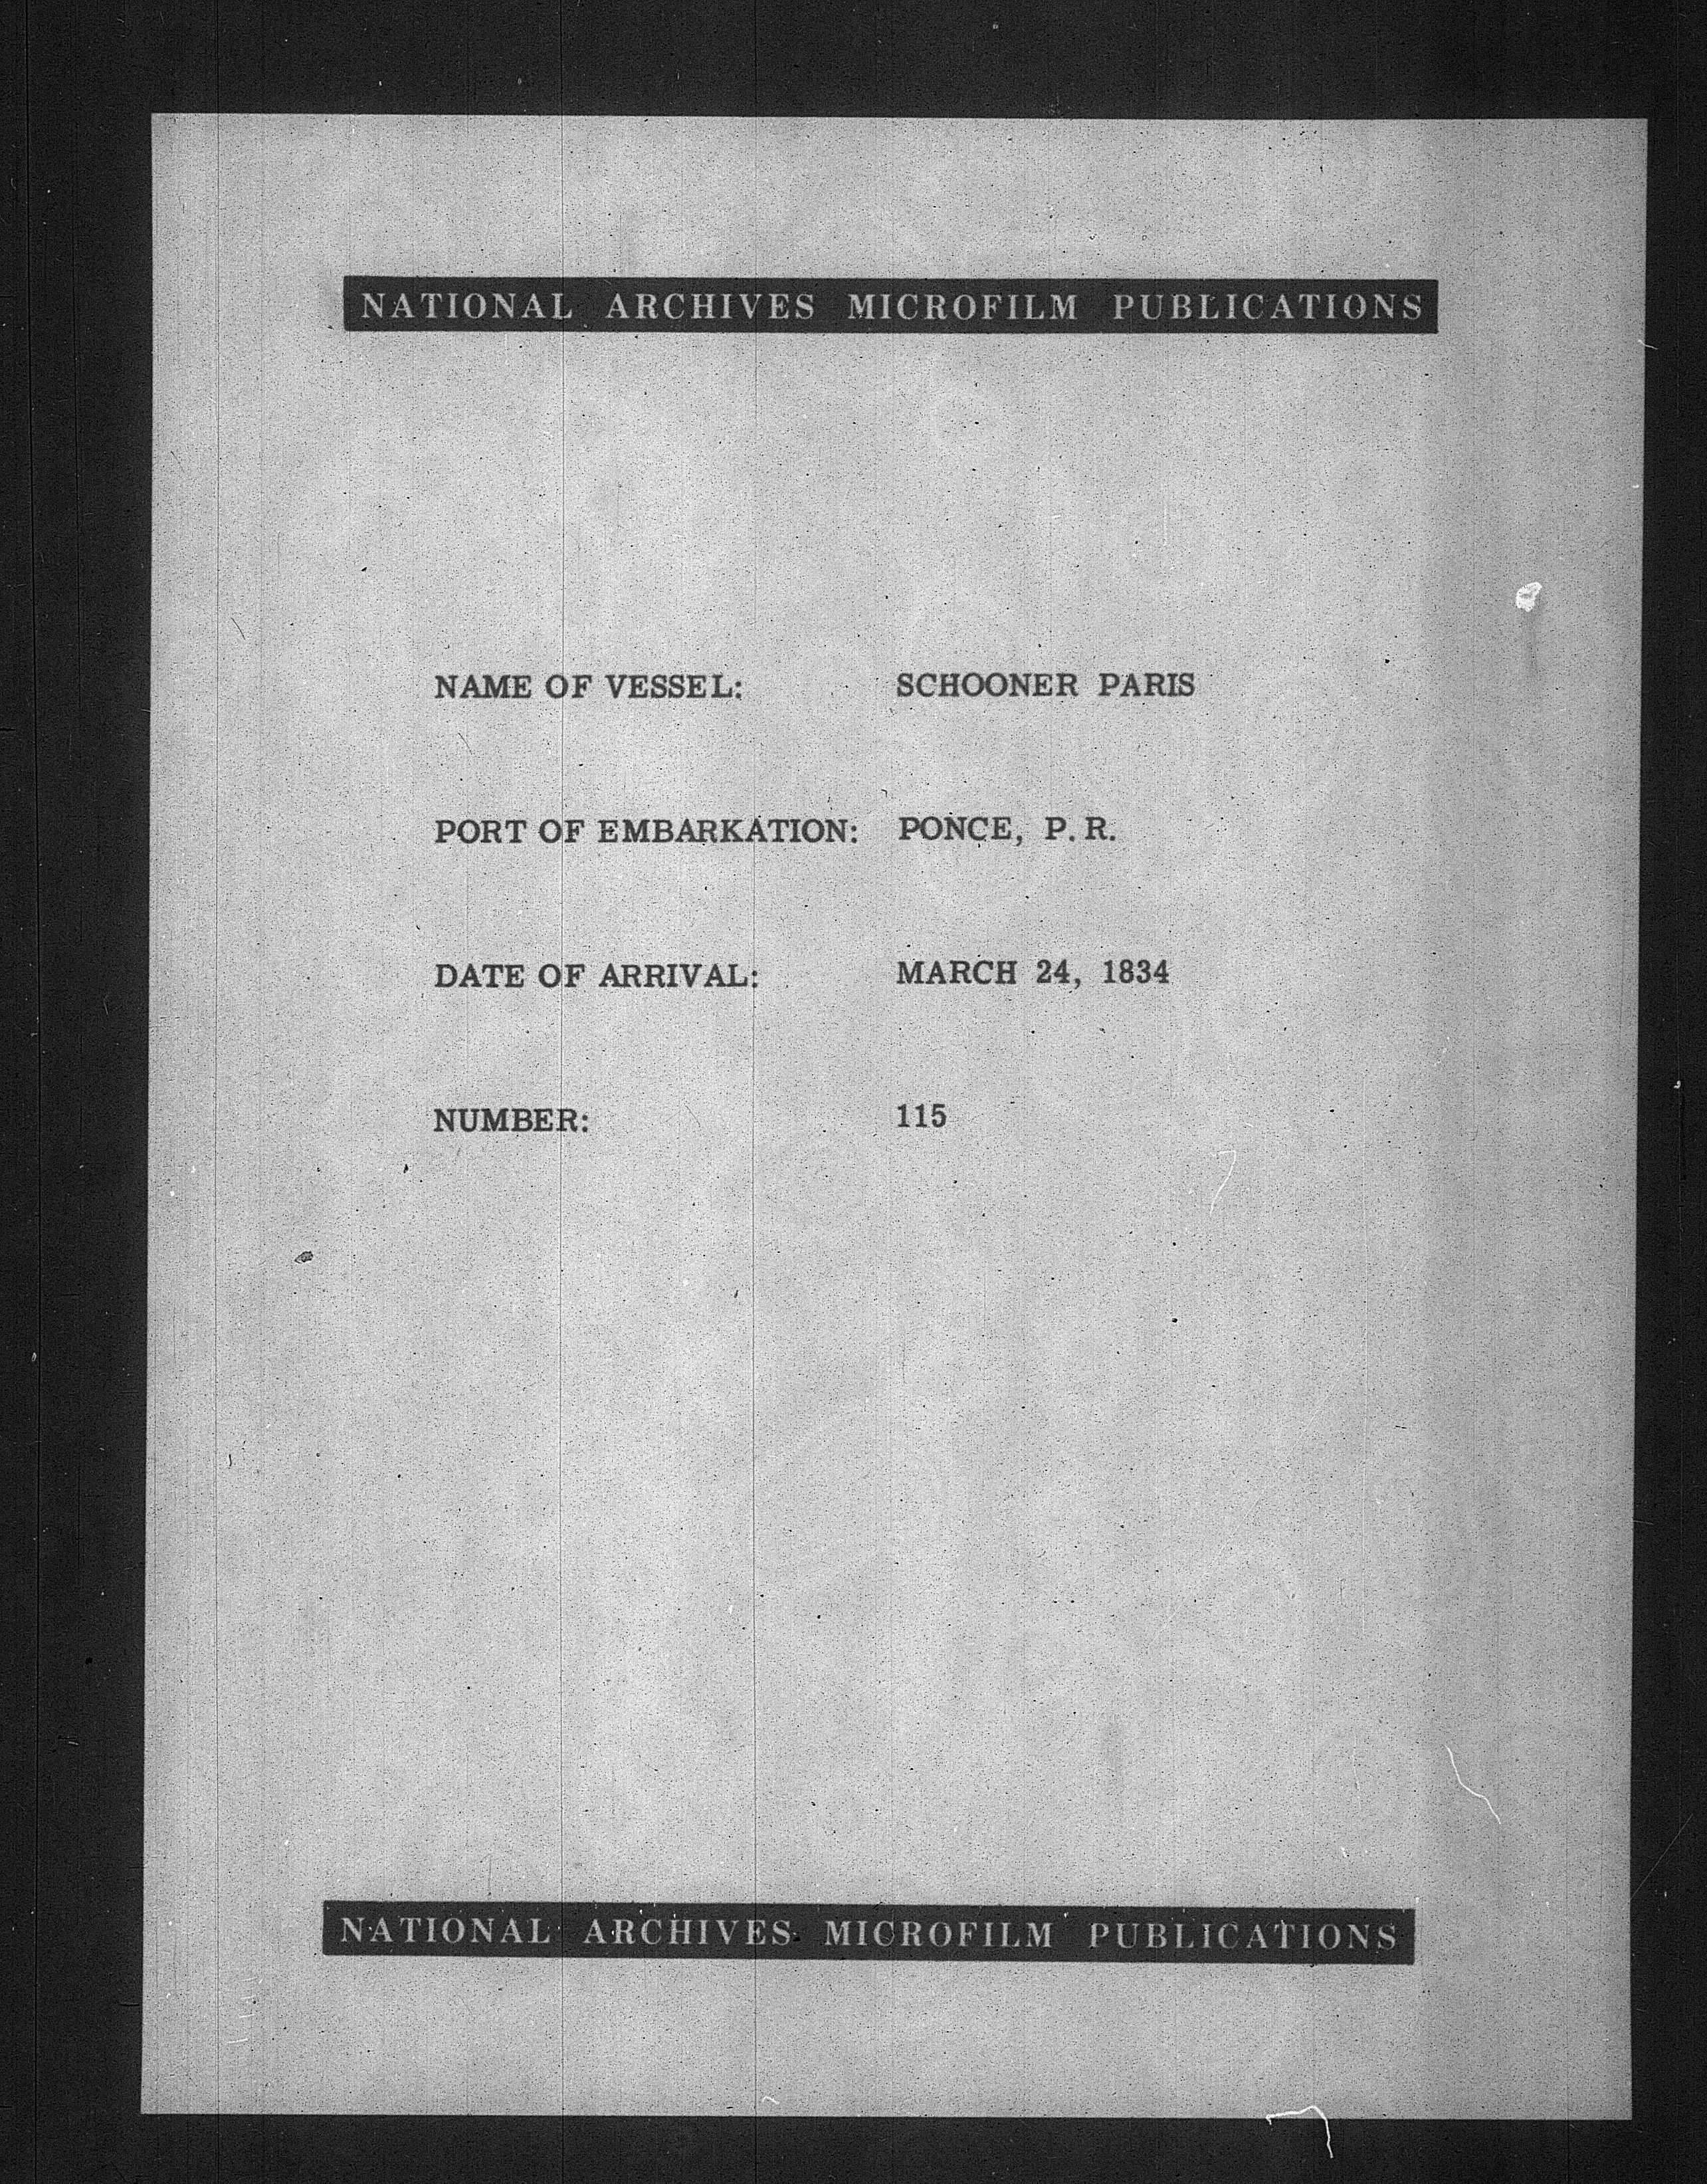 NATIONAL ARCHIVES MICROFILM PUBLICATIONS
NAME OF VESSEL: SCHOONER PARIS
PORT OF EMBARKATION: PONCE, P. R.
DATE OF ARRIVAL: MARCH 24, 1834
NUMBER: 115
NATIONAL ARCHIVES MICROFILM PUBLICATIONS